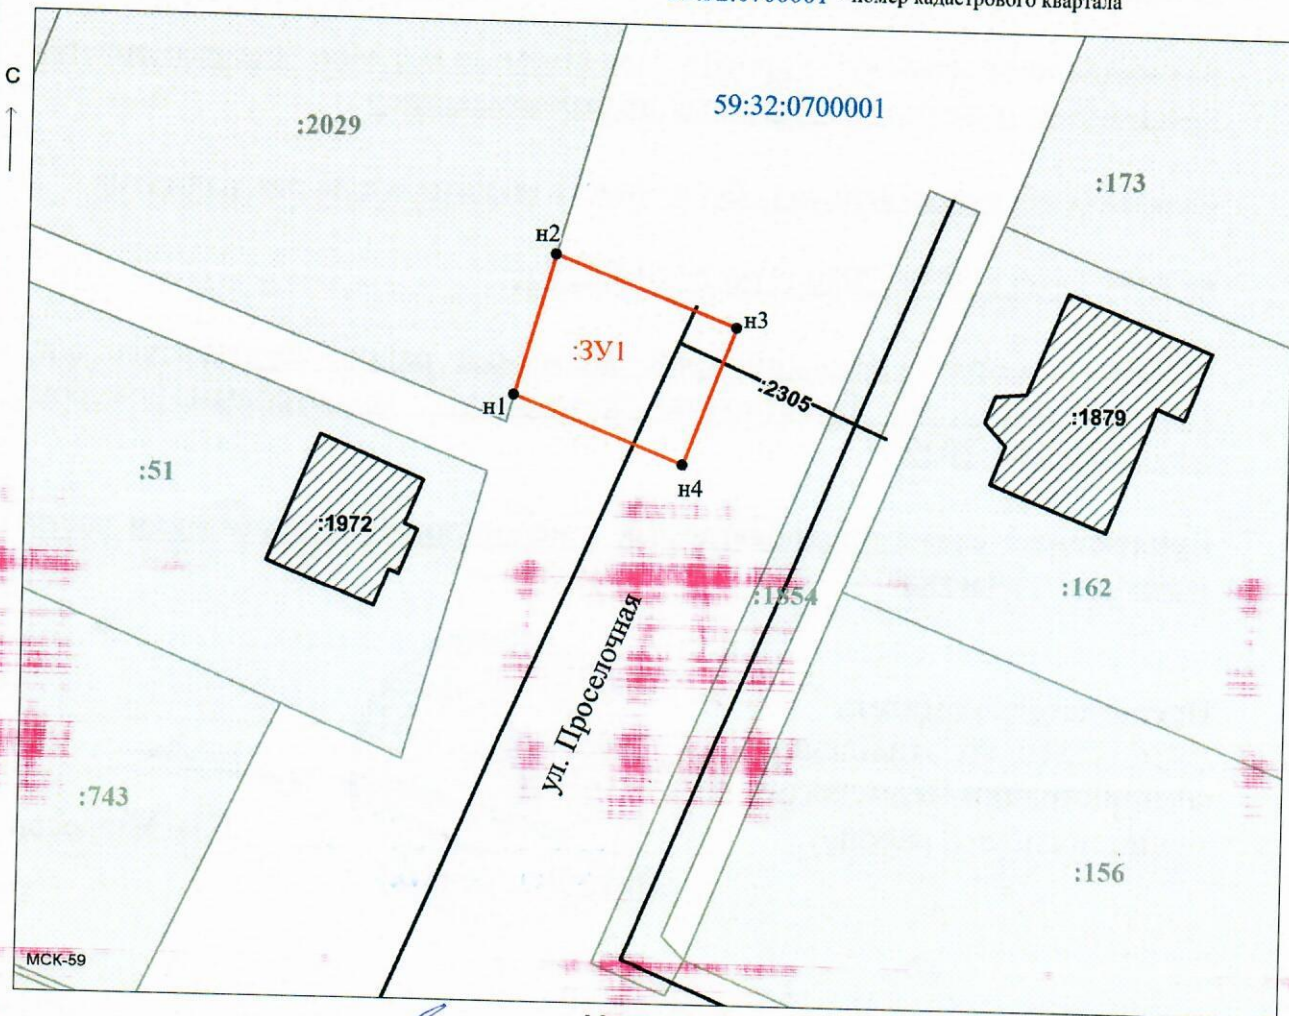 номер кадастрового квартала
С
59:32:0700001
:2029
:173
н2
н3
:ЗУ1
:2305
н1
:1879
:51
н4
:1972
:162
:1854
ул. Проселочная
:743
:156
МСК-59